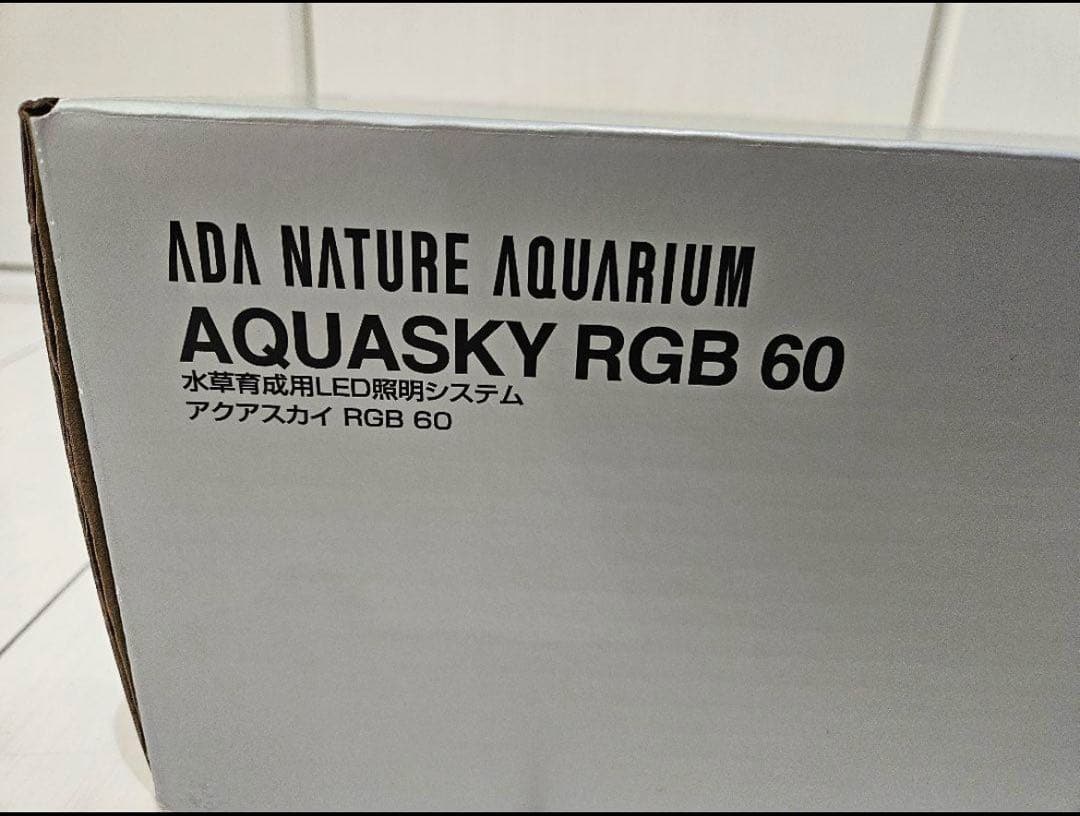 ADA NATURE AQUARIUM
AQUASKY RGB 60
水草育成用LED照明システム
アクアスカイ RGB 60